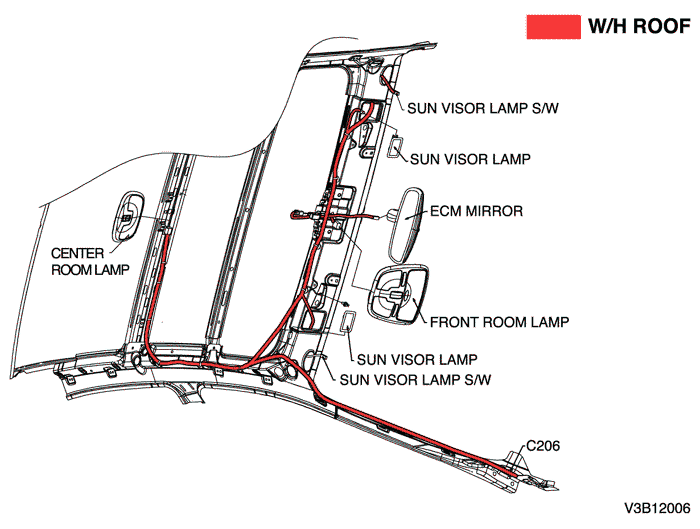 W/H ROOF
SUN VISOR LAMP S/W
SUN VISOR LAMP
ECM MIRROR
CENTER
ROOM LAMP
FRONT ROOM LAMP
SUN VISOR LAMP
SUN VISOR LAMP S/W
C206
V3B12006